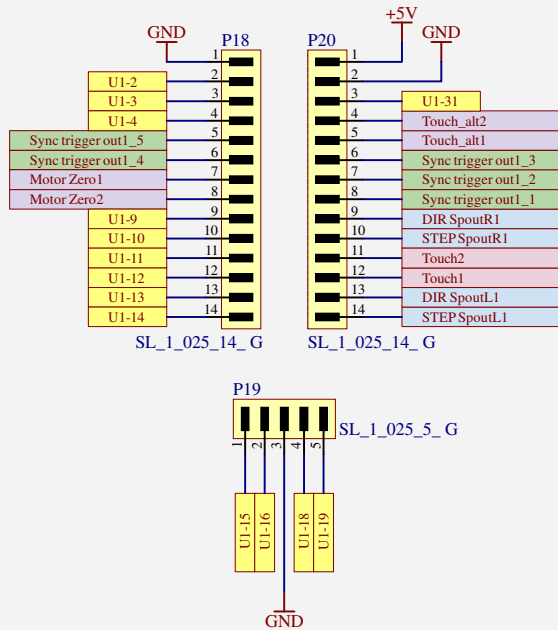 +5V
GND P18 P20 GND
1 1
U1-2 2 2
U1-3 3 3 U1-31
U1-4 4 4 Touch_alt2
Sync trigger out1_5 5 5 Touch_alt1
Sync trigger out1_4 6 6 Sync trigger out1_3
Motor Zero1 7 7 Sync trigger out1_2
Motor Zero2 8 8 Sync trigger out1_1
U1-9 9 9 DIR SpoutR1
U1-10 10 10 STEP SpoutR1
U1-11 11 11 Touch2
U1-12 12 12 Touch1
U1-13 13 13 DIR SpoutL1
U1-14 14 14 STEP SpoutL1
SL_1_025_14_ G SL_1_025_14_ G
P19
SL_1_025_5_ G
1 2 3 4 5
U1-15 U1-16 U1-18 U1-19
GND